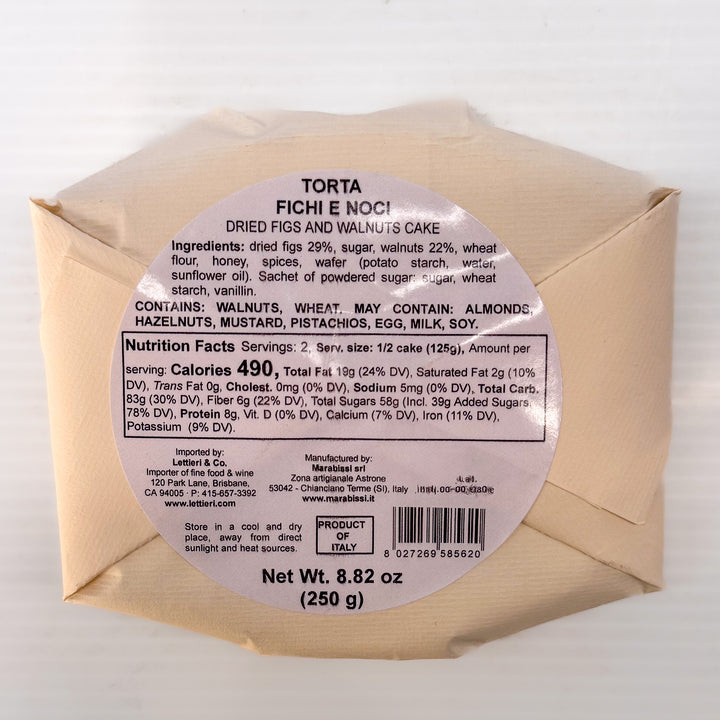 TORTA
FICHI E NOCI
DRIED FIGS AND WALNUTS CAKE
Ingredients: dried figs 29%, sugar, walnuts 22%, wheat
flour, honey, spices, wafer (potato starch, water,
sunflower oil). Sachet of powdered sugar: sugar, wheat
starch, vanillin.
CONTAINS: WALNUTS, WHEAT. MAY CONTAIN: ALMONDS,
HAZELNUTS, MUSTARD, PISTACHIOS, EGG, MILK, SOY.
Nutrition Facts Servings: 2, Serv. size: 1/2 cake (125g), Amount per
serving: Calories 490, Total Fat 19g (24% DV), Saturated Fat 2g (10%
DV), Trans Fat 0g, Cholest. 0mg (0% DV), Sodium 5mg (0% DV), Total Carb.
83g (30% DV), Fiber 6g (22% DV), Total Sugars 58g (Incl. 39g Added Sugars,
78% DV), Protein 8g, Vit. D (0% DV), Calcium (7% DV), Iron (11% DV),
Potassium (9% DV).
Imported by:
Lettieri & Co.
Importer of fine food & wine
120 Park Lane, Brisbane,
CA 94005 · P: 415-657-3392
www.lettieri.com
Manufactured by:
Marabissi srl
Zona artigianale Astrone
53042 - Chianciano Terme (SI), Italy
www.marabissi.it
Store in a cool and dry
place, away from direct
sunlight and heat sources.
PRODUCT
OF
ITALY
8 027269 585620
Net Wt. 8.82 oz
(250 g)